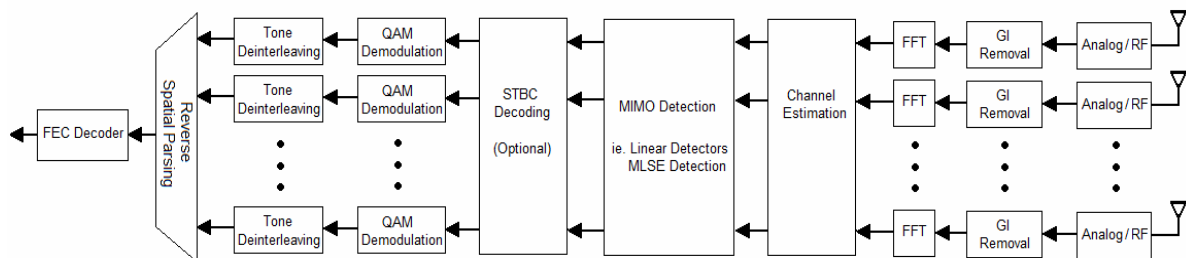 Tone
Deinterleaving
QAM
Demodulation
FFT
GI
Removal
Analog/RF
Tone
Deinterleaving
QAM
Demodulation
STBC
Decoding
(Optional)
MIMO Detection
ie. Linear Detectors
MLSE Detection
Channel
Estimation
FFT
GI
Removal
Analog/RF
FEC Decoder
Reverse
Spatial Parsing
Tone
Deinterleaving
QAM
Demodulation
FFT
GI
Removal
Analog/RF